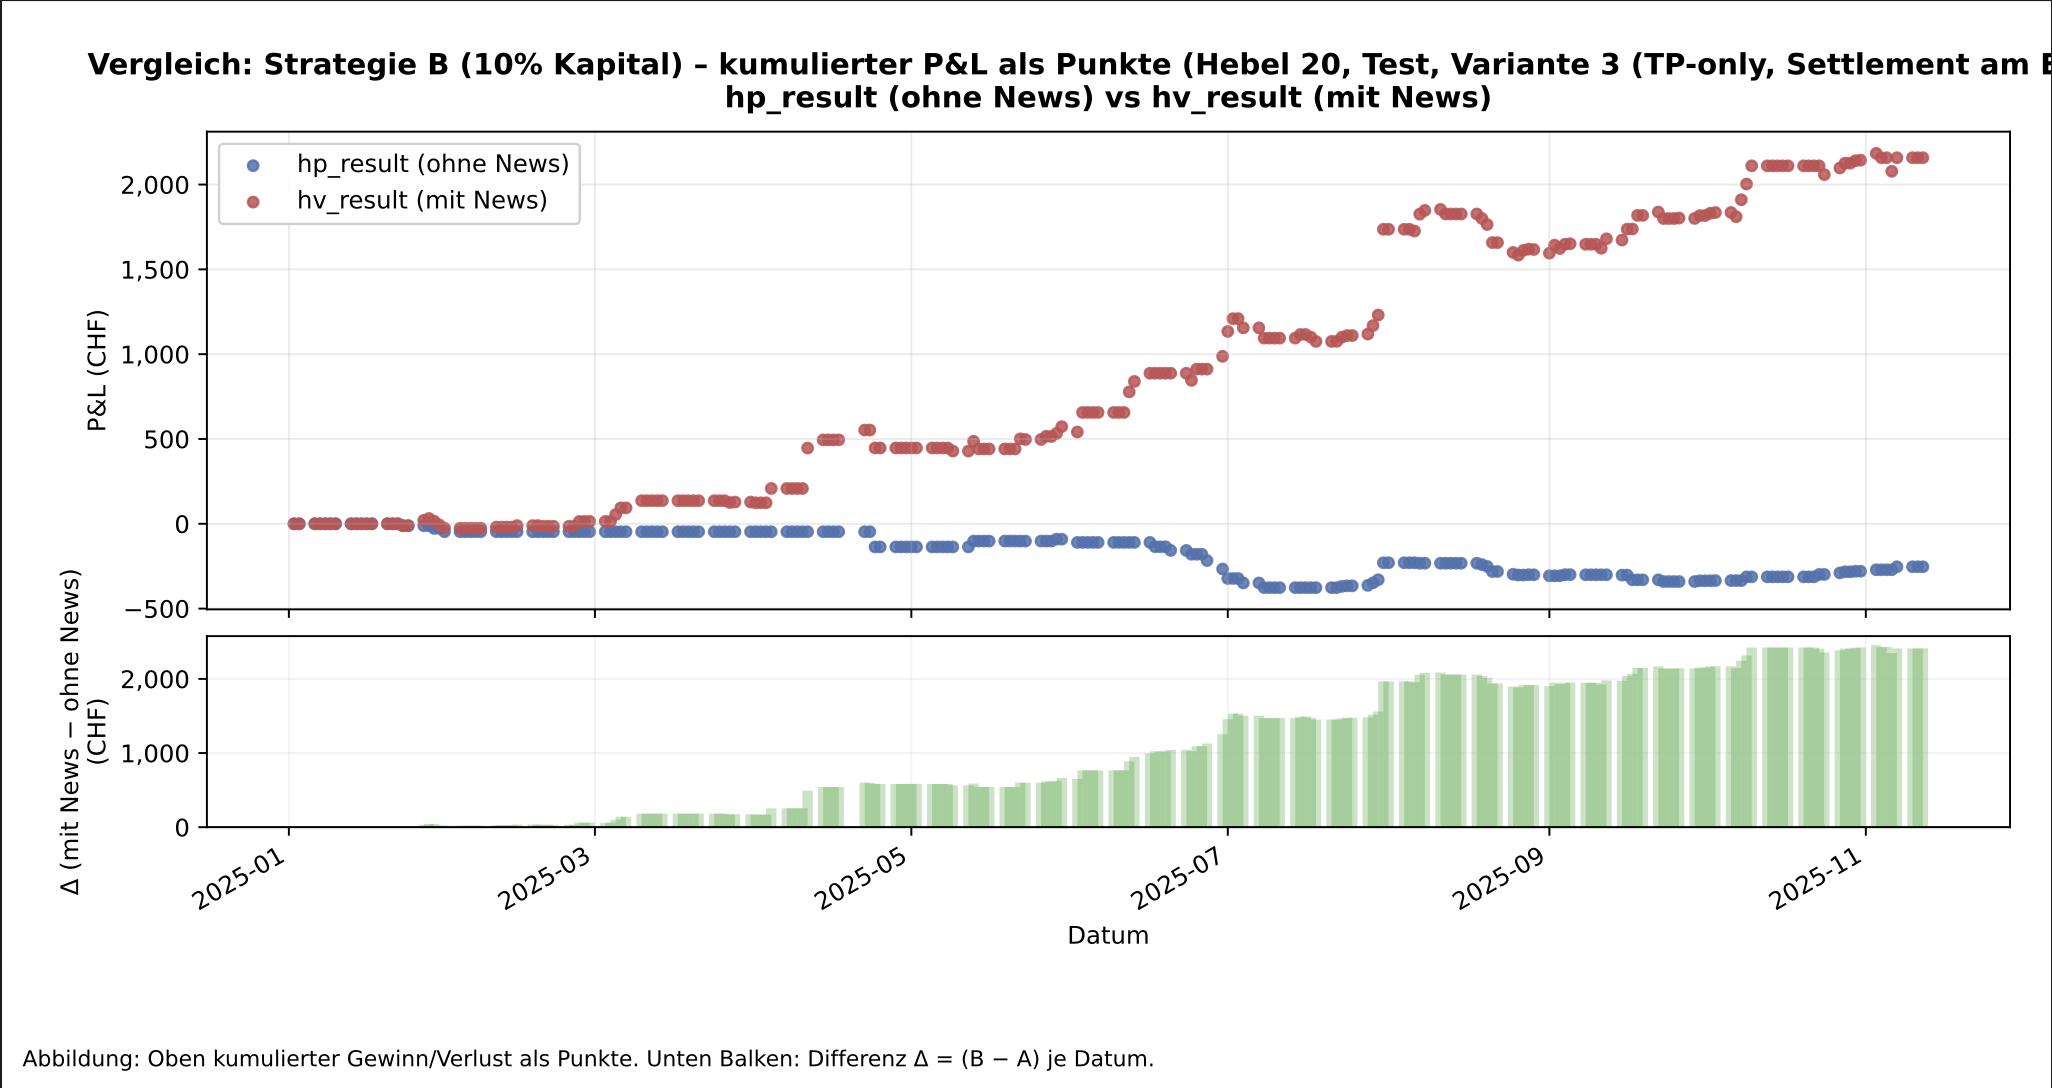 Vergleich: Strategie B (10% Kapital) – kumulierter P&L als Punkte (Hebel 20, Test, Variante 3 (TP-only, Settlement am
hp_result (ohne News) vs hv_result (mit News)
hp_result (ohne News)
hv_result (mit News)
P&L (CHF)
2,000
1,500
1,000
500
0
−500
Δ (mit News − ohne News)
(CHF)
2,000
1,000
0
2025-01
2025-03
2025-05
2025-07
2025-09
2025-11
Datum
Abbildung: Oben kumulierter Gewinn/Verlust als Punkte. Unten Balken: Differenz Δ = (B − A) je Datum.